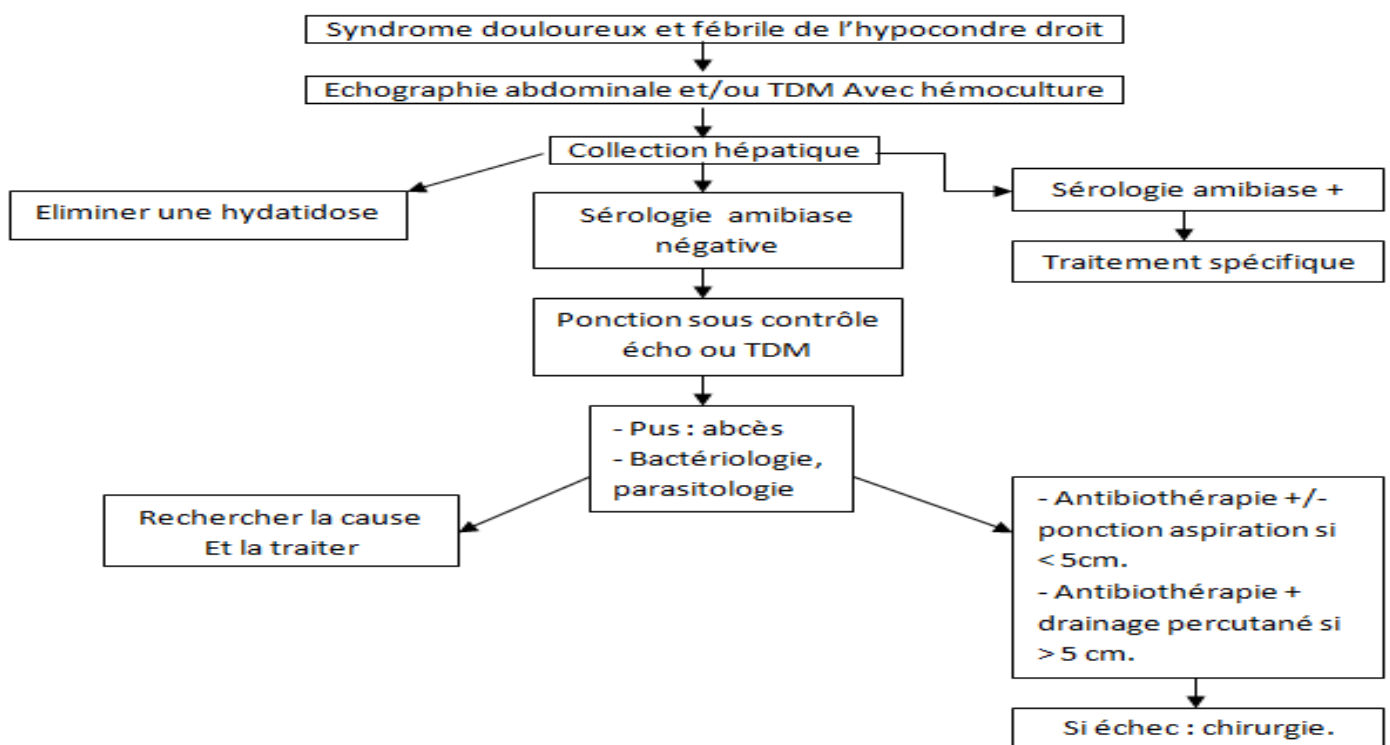 Syndrome douloureux et fébrile de l’hypocondre droit
Echographie abdominale et/ou TDM Avec hémoculture
Collection hépatique
Eliminer une hydatidose
Sérologie amibiase
négative
Sérologie amibiase +
Traitement spécifique
Ponction sous contrôle
écho ou TDM
- Pus : abcès
- Bactériologie,
parasitologie
Rechercher la cause
Et la traiter
- Antibiothérapie +/-
ponction aspiration si
< 5cm.
- Antibiothérapie +
drainage percutané si
> 5 cm.
Si échec : chirurgie.